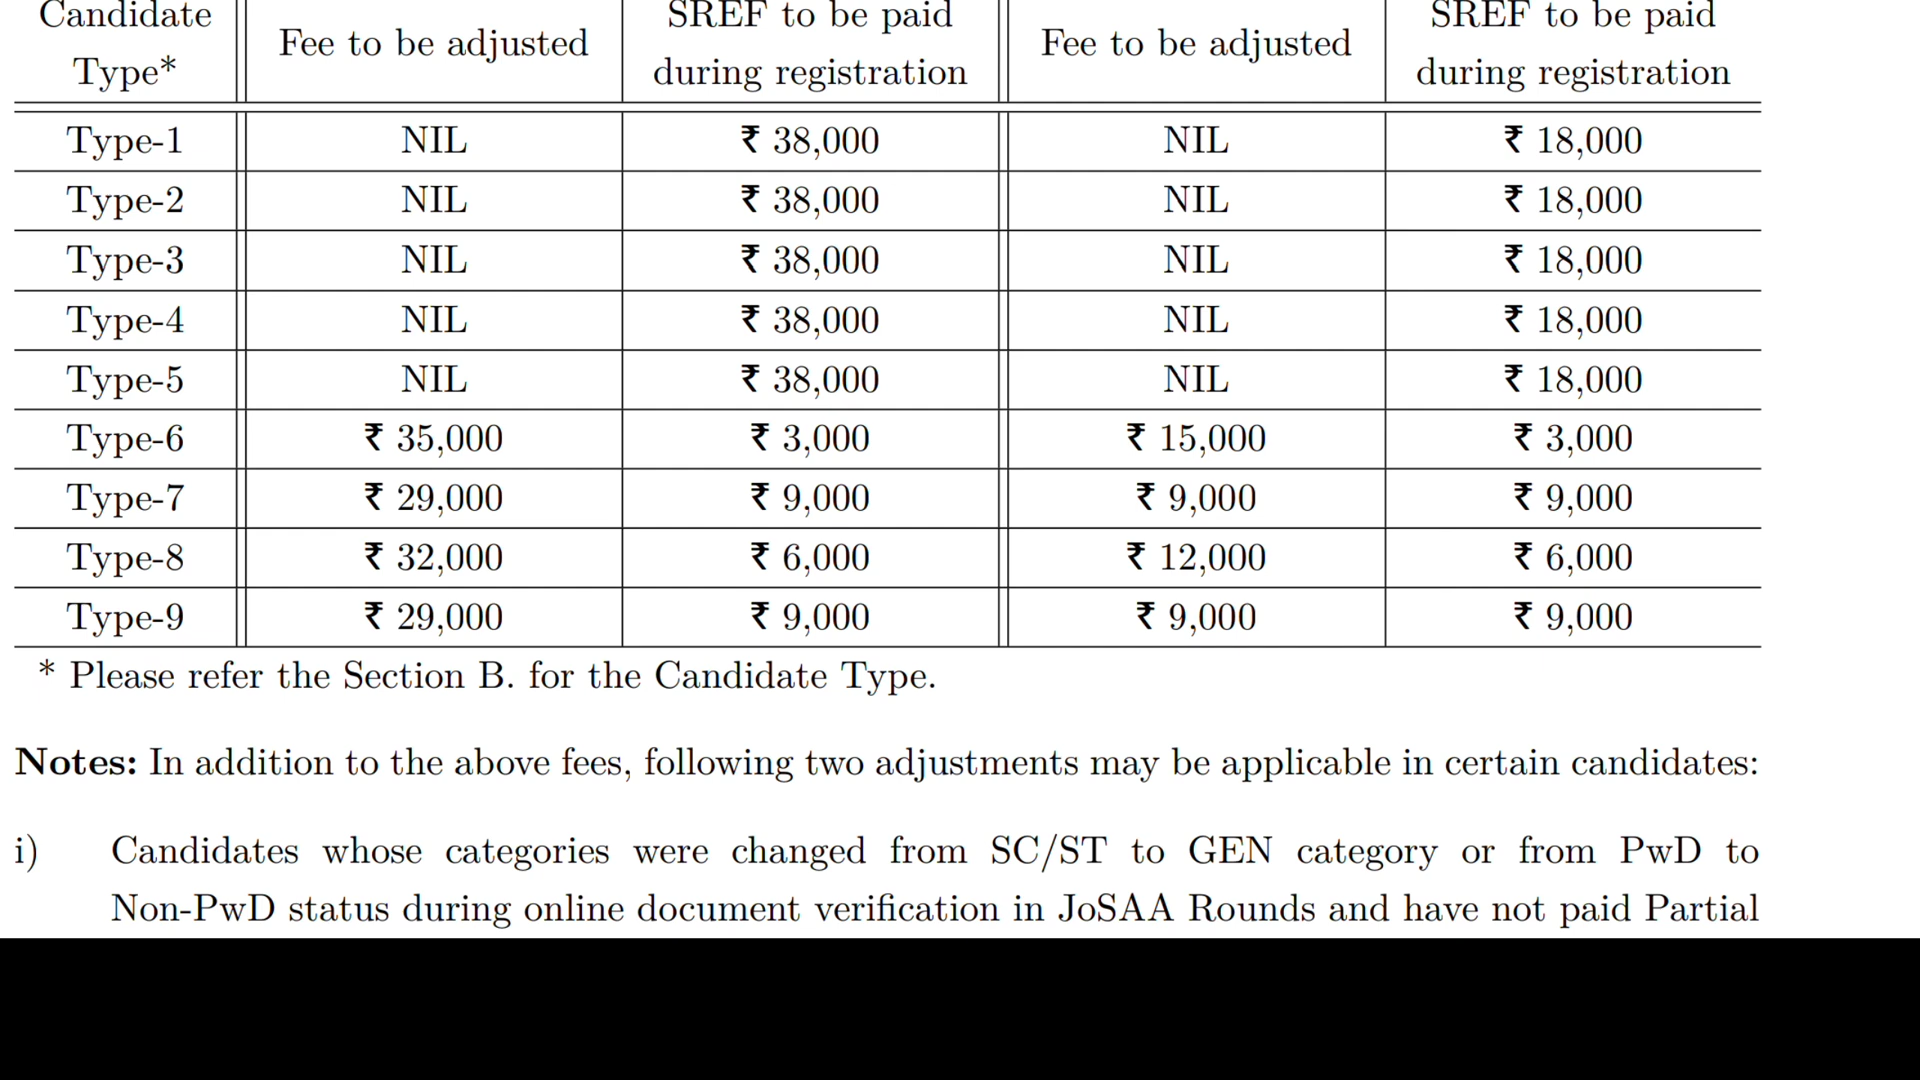 Candidate Type* Fee to be adjusted SREF to be paid during registration Fee to be adjusted SREF to be paid during registration
Type-1 NIL ₹ 38,000 NIL ₹ 18,000
Type-2 NIL ₹ 38,000 NIL ₹ 18,000
Type-3 NIL ₹ 38,000 NIL ₹ 18,000
Type-4 NIL ₹ 38,000 NIL ₹ 18,000
Type-5 NIL ₹ 38,000 NIL ₹ 18,000
Type-6 ₹ 35,000 ₹ 3,000 ₹ 15,000 ₹ 3,000
Type-7 ₹ 29,000 ₹ 9,000 ₹ 9,000 ₹ 9,000
Type-8 ₹ 32,000 ₹ 6,000 ₹ 12,000 ₹ 6,000
Type-9 ₹ 29,000 ₹ 9,000 ₹ 9,000 ₹ 9,000
* Please refer the Section B. for the Candidate Type.
Notes: In addition to the above fees, following two adjustments may be applicable in certain candidates:
i) Candidates whose categories were changed from SC/ST to GEN category or from PwD to
Non-PwD status during online document verification in JoSAA Rounds and have not paid Partial